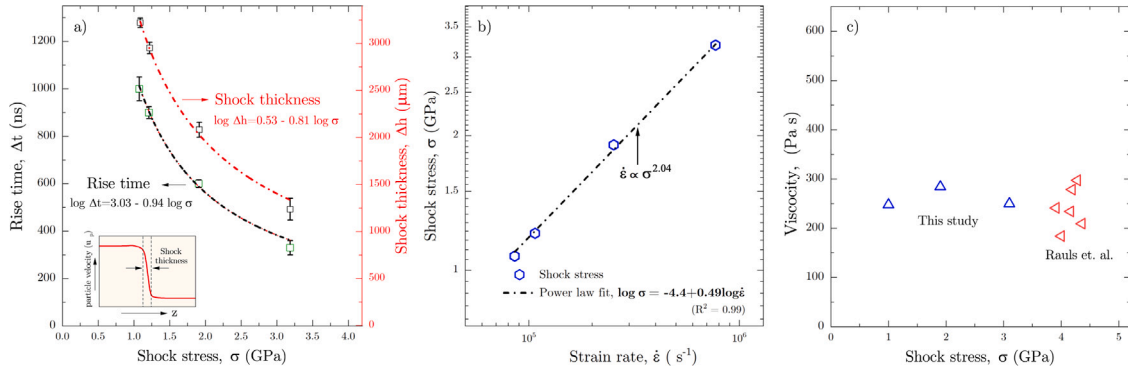 a)
Rise time, Δt (ns)
1200
1000
800
600
400
200
0
Shock thickness
log Δh=0.53 - 0.81 log σ
Rise time
log Δt=3.03 - 0.94 log σ
particle velocity (u p)
Shock
thickness
z
0.0 0.5 1.0 1.5 2.0 2.5 3.0 3.5 4.0
Shock stress, σ (GPa)
3000
2500
2000
1500
1000
500
0
Shock thickness, Δh (μm)
b)
Shock stress, σ (GPa)
3.5
3
2.5
2
1.5
1
ε̇ ∝ σ^2.04
Shock stress
Power law fit, log σ = -4.4+0.49logε̇
(R² = 0.99)
10⁵ 10⁶
Strain rate, ε̇ ( s⁻¹)
c)
Viscocity, (Pa s)
600
500
400
300
200
100
0
This study
Rauls et. al.
0 1 2 3 4 5
Shock stress, σ (GPa)